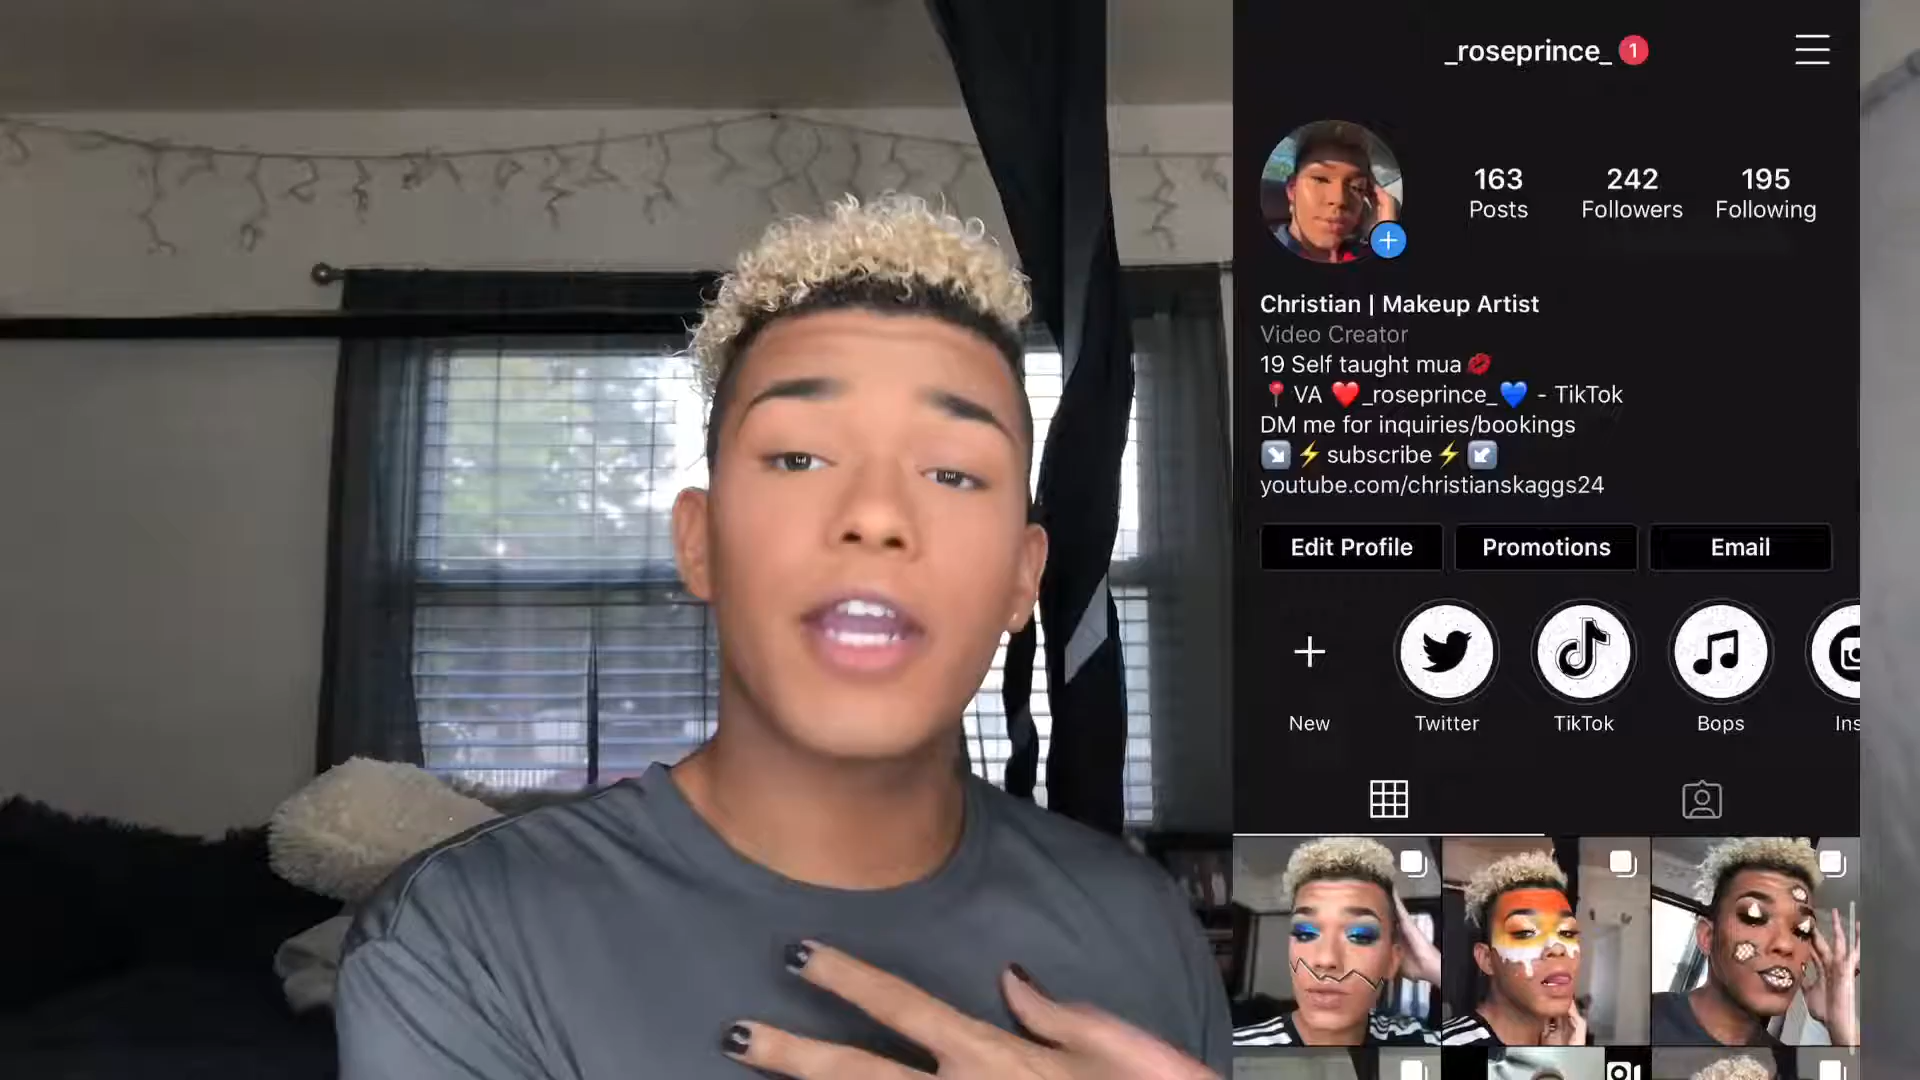 _roseprince_ 1
163 242 195
Posts Followers Following
Christian | Makeup Artist
Video Creator
19 Self taught mua💋
📍 VA ❤️_roseprince_💙 - TikTok
DM me for inquiries/bookings
↘️⚡subscribe⚡↙️
youtube.com/christianskaggs24
Edit Profile Promotions Email
New Twitter TikTok Bops Ins